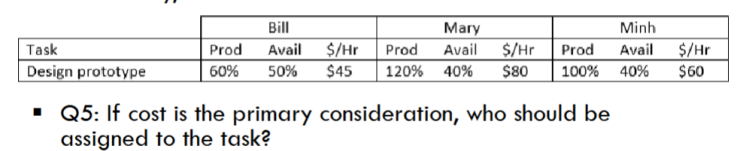 Bill Mary Minh
Task Prod Avail $/Hr Prod Avail $/Hr Prod Avail $/Hr
Design prototype 60% 50% $45 120% 40% $80 100% 40% $60
▪ Q5: If cost is the primary consideration, who should be
assigned to the task?